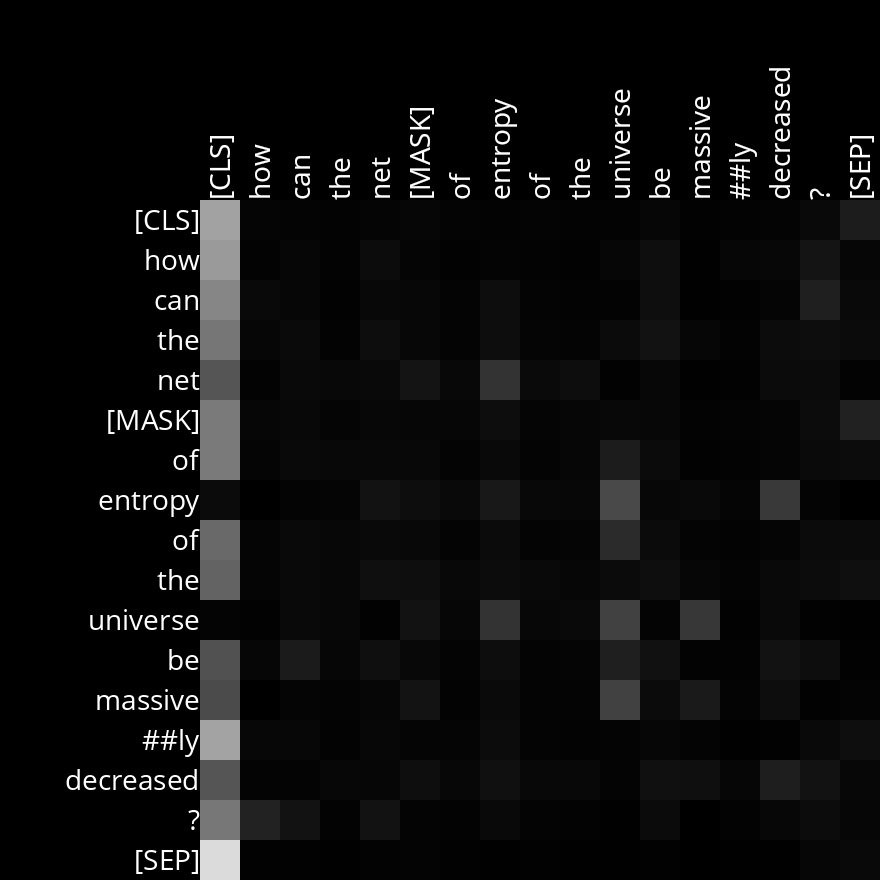 [CLS] how can the net [MASK] of entropy of the universe be massive ##ly decreased ? [SEP]
[CLS]
how
can
the
net
[MASK]
of
entropy
of
the
universe
be
massive
##ly
decreased
?
[SEP]